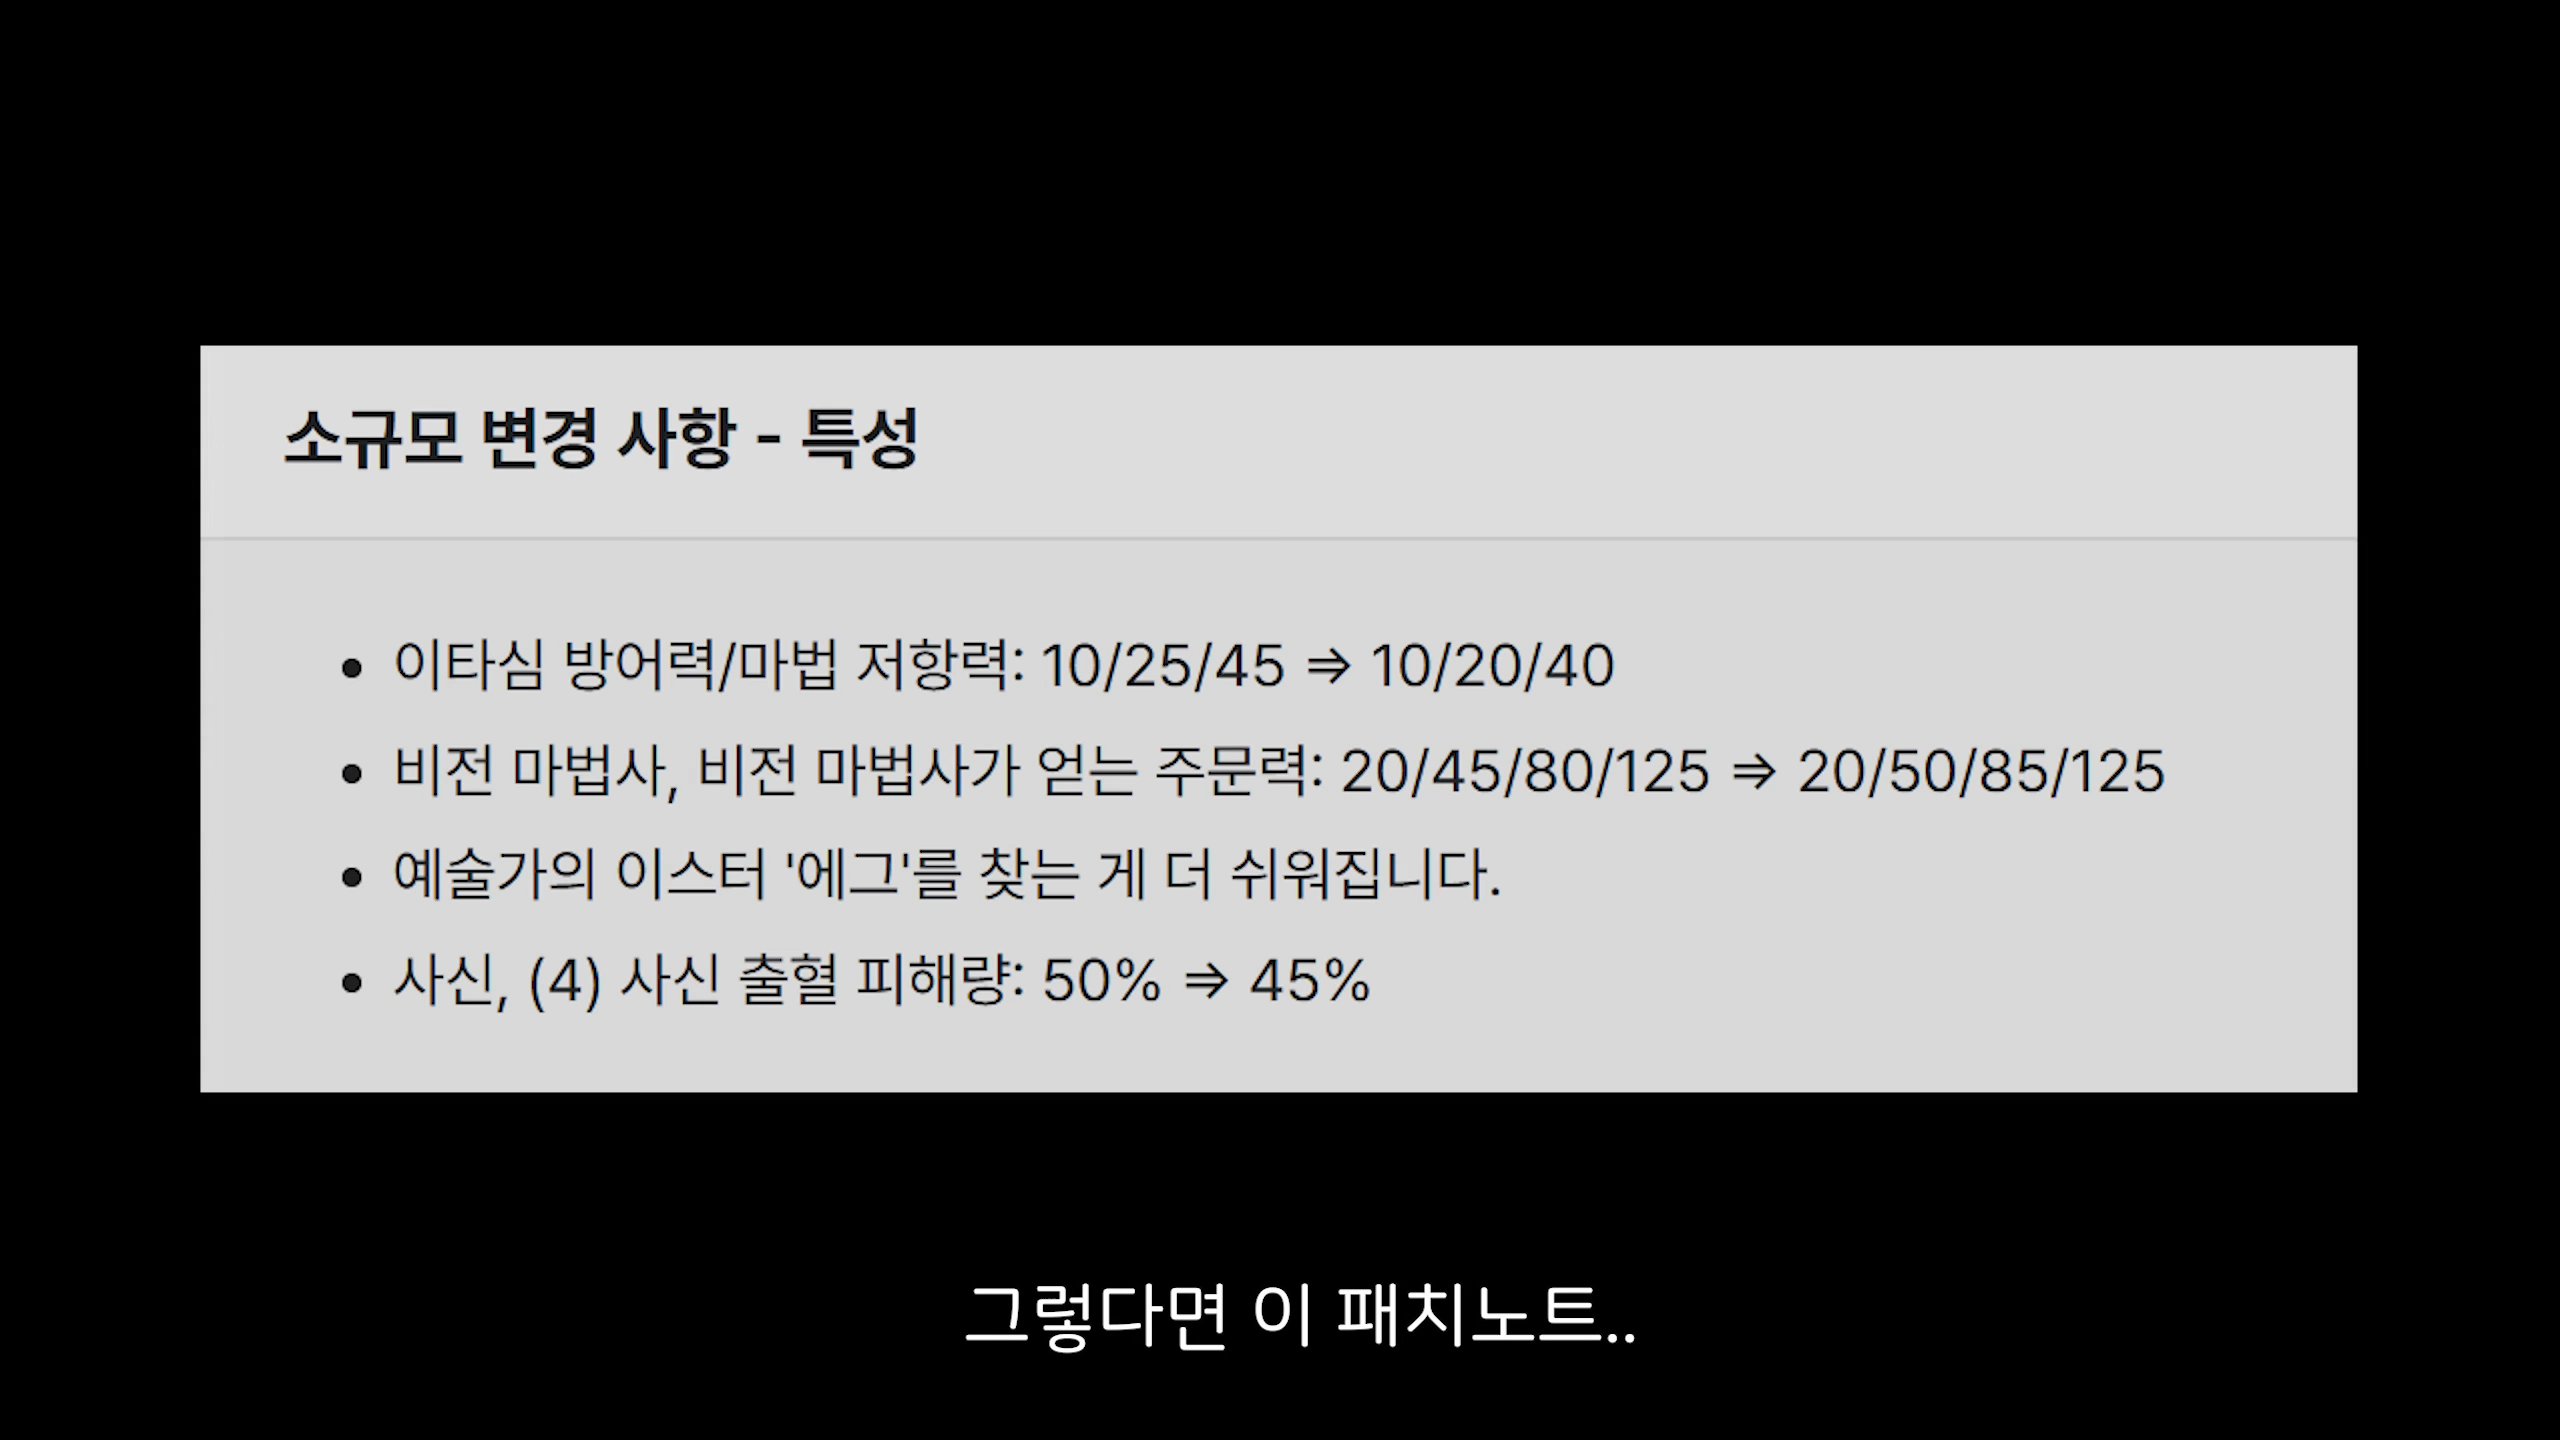 소규모 변경 사항 - 특성
• 이타심 방어력/마법 저항력: 10/25/45 ⇒ 10/20/40
• 비전 마법사, 비전 마법사가 얻는 주문력: 20/45/80/125 ⇒ 20/50/85/125
• 예술가의 이스터 '에그'를 찾는 게 더 쉬워집니다.
• 사신, (4) 사신 출혈 피해량: 50% ⇒ 45%
그렇다면 이 패치노트..